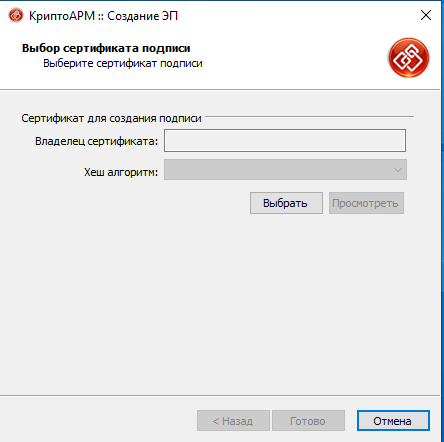 КриптоАРМ :: Создание ЭП
Выбор сертификата подписи
Выберите сертификат подписи
Сертификат для создания подписи
Владелец сертификата:
Хеш алгоритм:
Выбрать Просмотреть
< Назад Готово Отмена